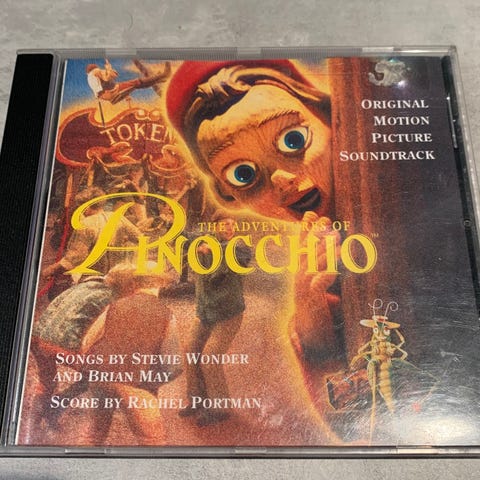 TOKEN
ORIGINAL
MOTION
PICTURE
SOUNDTRACK
THE ADVENTURES OF
PINOCCHIO™
SONGS BY STEVIE WONDER
AND BRIAN MAY
SCORE BY RACHEL PORTMAN